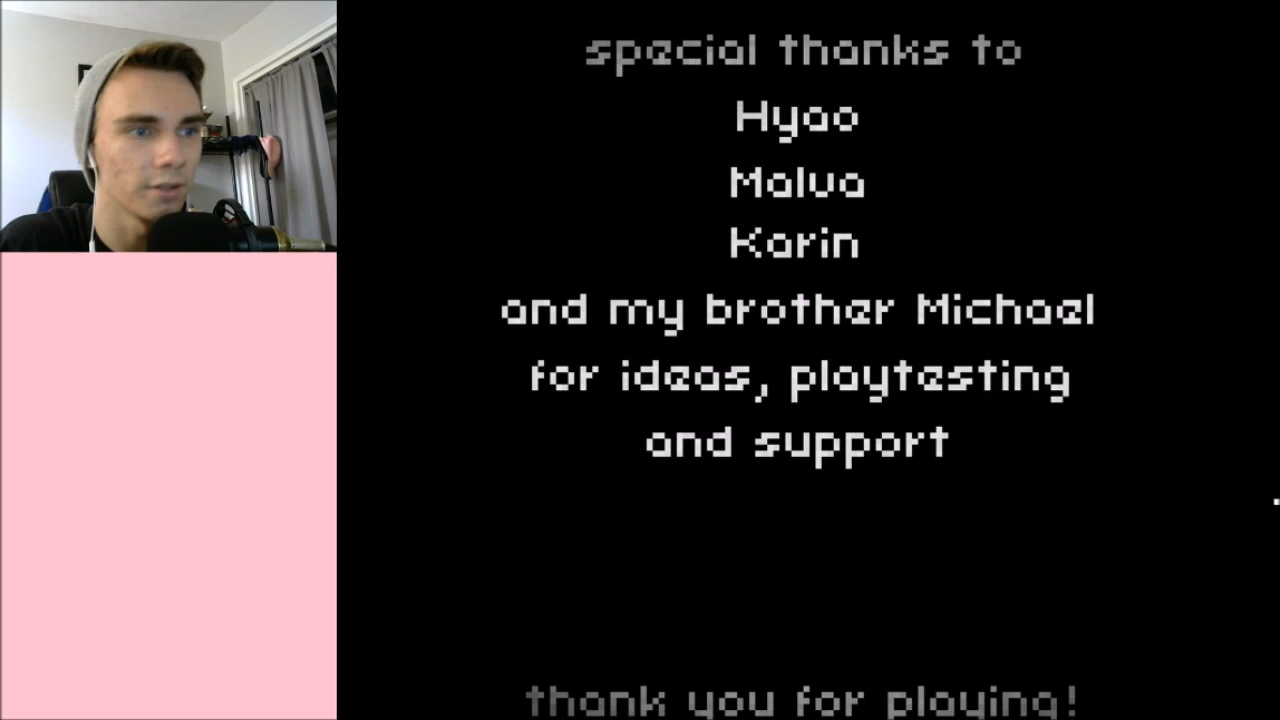 special thanks to
Hyao
Malva
Karin
and my brother Michael
for ideas, playtesting
and support
thank you for playing!